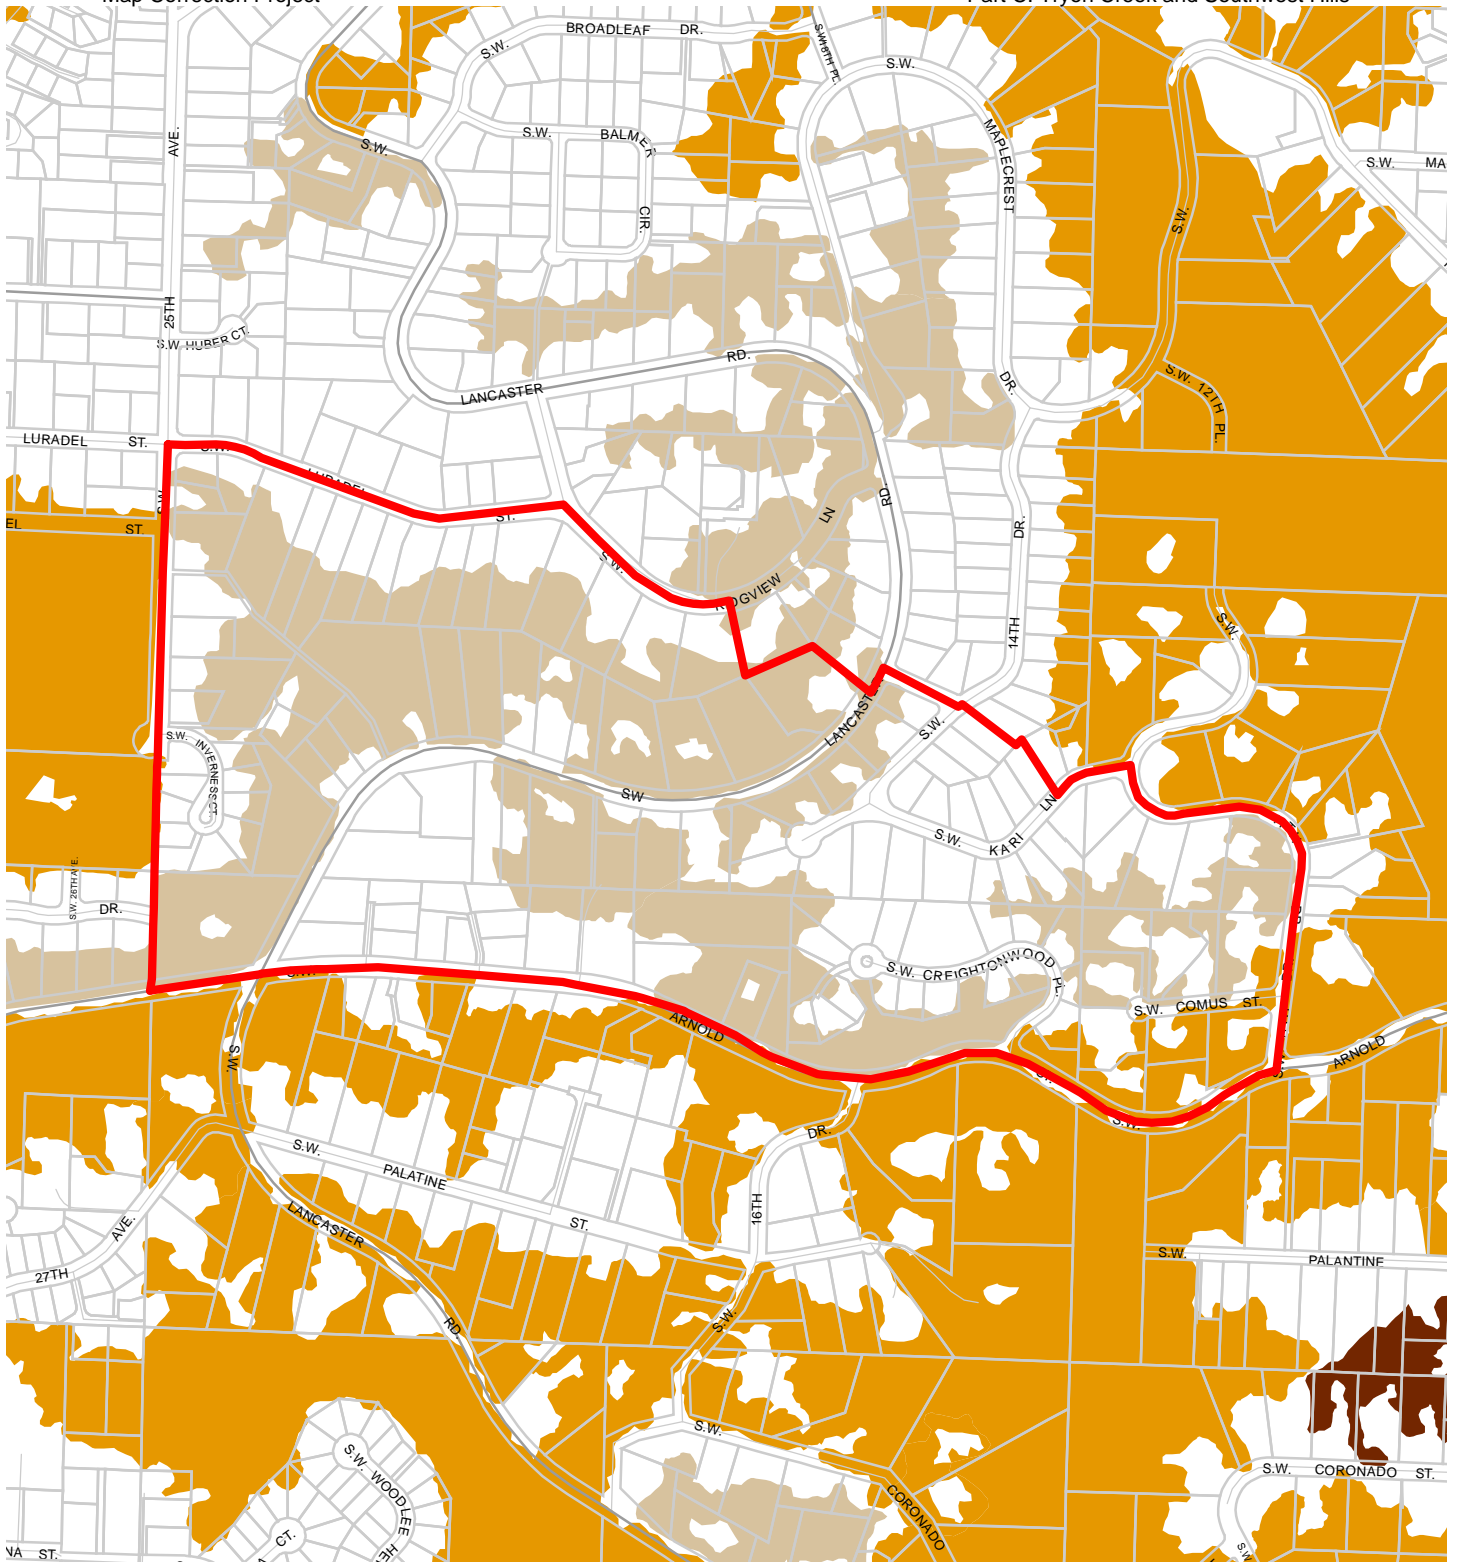 Map Correction Project
Part C: Tryon Creek and Southwest Hills
S.W.
BROADLEAF DR.
S.W. 18TH PL.
S.W.
AVE.
S.W.
S.W.
BALMER
CIR.
MAPLECREST
S.W.
S.W. MA
25TH
S.W. HUBER CT.
LANCASTER
RD.
DR.
S.W. 12TH PL.
LURADEL ST.
S.W.
LURADEL
ST.
S.W.
EL ST.
S.W.
RIDGVIEW
LN
RD.
DR.
14TH
S.W.
LANCASTER
S.W.
S.W. INVERNESS CT.
SW
S.W.
KARI
LN
S.W. 26TH AVE.
DR.
S.W.
S.W. CREIGHTONWOOD
PL.
S.W. COMUS ST.
ARNOLD
S.W.
ARNOLD
S.W.
S.W.
S.W.
PALATINE
ST.
DR.
16TH
LANCASTER
RD.
AVE.
27TH
S.W.
PALANTINE
S.W.
S.W.
CORONADO
S.W. CORONADO ST.
S.W.
S.W. WOODLEE
CT.
NA ST.